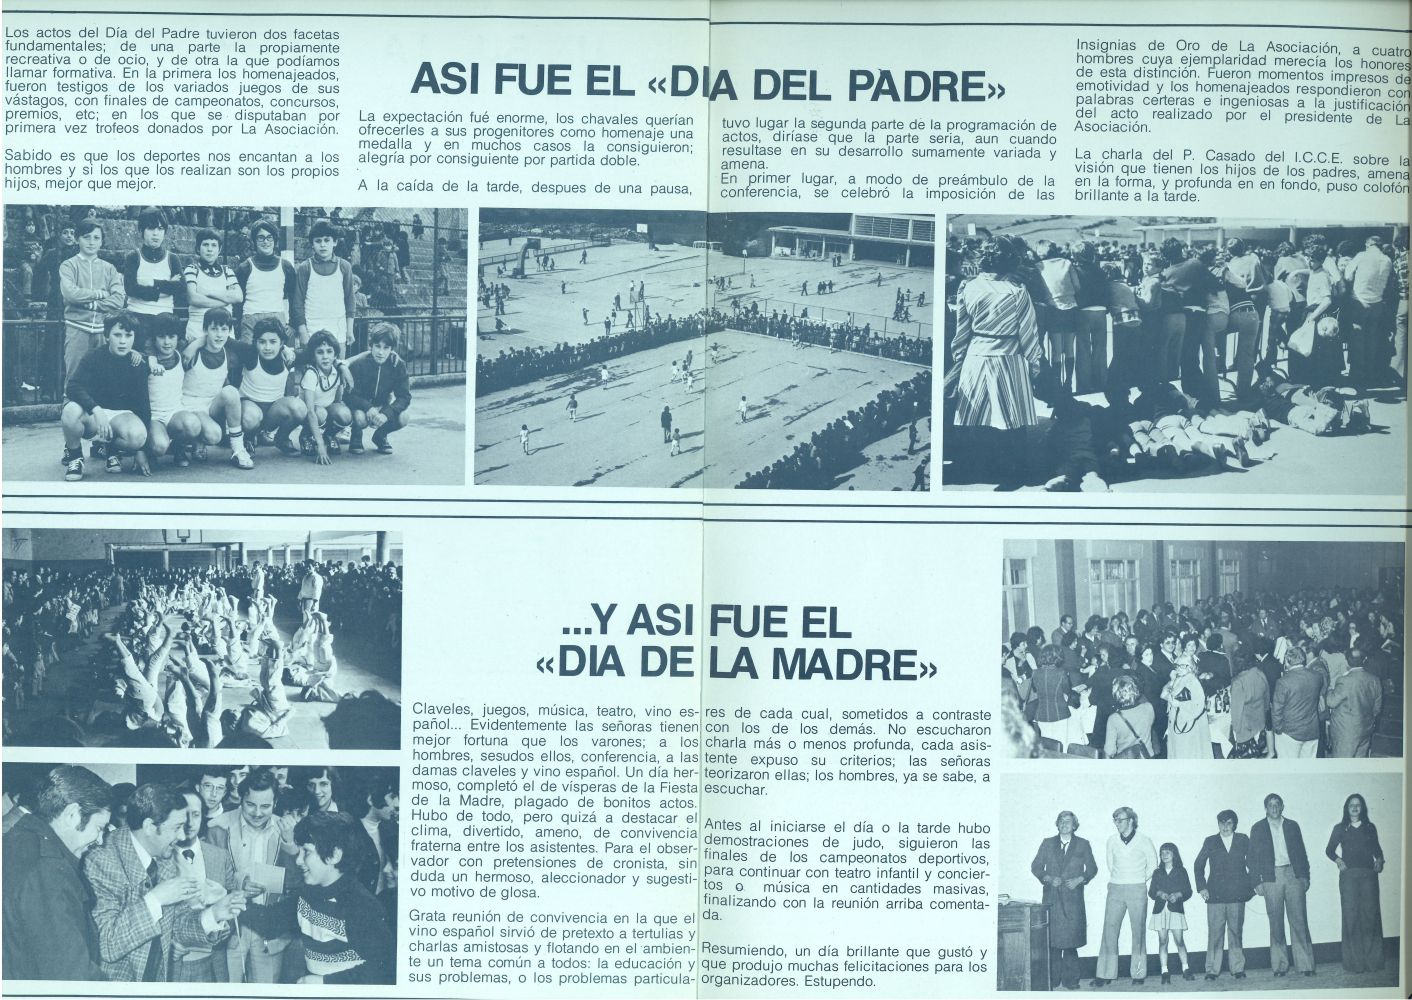 Los actos del Día del Padre tuvieron dos facetas
fundamentales; de una parte la propiamente
recreativa o de ocio, y de otra la que podíamos
llamar formativa. En la primera los homenajeados,
fueron testigos de los variados juegos de sus
vástagos, con finales de campeonatos, concursos,
premios, etc; en los que se disputaban por
primera vez trofeos donados por La Asociación.
Sabido es que los deportes nos encantan a los
hombres y si los que los realizan son los propios
hijos, mejor que mejor.
ASI FUE EL «DIA DEL PADRE»
La expectación fué enorme, los chavales querían
ofrecerles a sus progenitores como homenaje una
medalla y en muchos casos la consiguieron;
alegría por consiguiente por partida doble.
A la caída de la tarde, despues de una pausa,
tuvo lugar la segunda parte de la programación de
actos, diríase que la parte seria, aun cuando
resultase en su desarrollo sumamente variada y
amena.
En primer lugar, a modo de preámbulo de la
conferencia, se celebró la imposición de las
Insignias de Oro de La Asociación, a cuatro
hombres cuya ejemplaridad merecía los honores
de esta distinción. Fueron momentos impresos de
emotividad y los homenajeados respondieron con
palabras certeras e ingeniosas a la justificación
del acto realizado por el presidente de La
Asociación.
La charla del P. Casado del I.C.C.E. sobre la
visión que tienen los hijos de los padres, amena
en la forma, y profunda en en fondo, puso colofón
brillante a la tarde.
...Y ASI FUE EL
«DIA DE LA MADRE»
Claveles, juegos, música, teatro, vino es-
pañol... Evidentemente las señoras tienen
mejor fortuna que los varones; a los
hombres, sesudos ellos, conferencia, a las
damas claveles y vino español. Un día her-
moso, completó el de vísperas de la Fiesta
de la Madre, plagado de bonitos actos.
Hubo de todo, pero quizá a destacar el
clima, divertido, ameno, de convivencia
fraterna entre los asistentes. Para el obser-
vador con pretensiones de cronista, sin
duda un hermoso, aleccionador y sugesti-
vo motivo de glosa.
Grata reunión de convivencia en la que el
vino español sirvió de pretexto a tertulias y
charlas amistosas y flotando en el ambien-
te un tema común a todos: la educación y
sus problemas, o los problemas particula-
res de cada cual, sometidos a contraste
con los de los demás. No escucharon
charla más o menos profunda, cada asis-
tente expuso su criterios; las señoras
teorizaron ellas; los hombres, ya se sabe, a
escuchar.
Antes al iniciarse el día o la tarde hubo
demostraciones de judo, siguieron las
finales de los campeonatos deportivos,
para continuar con teatro infantil y concier-
tos o música en cantidades masivas,
finalizando con la reunión arriba comenta-
da.
Resumiendo, un día brillante que gustó y
que produjo muchas felicitaciones para los
organizadores. Estupendo.